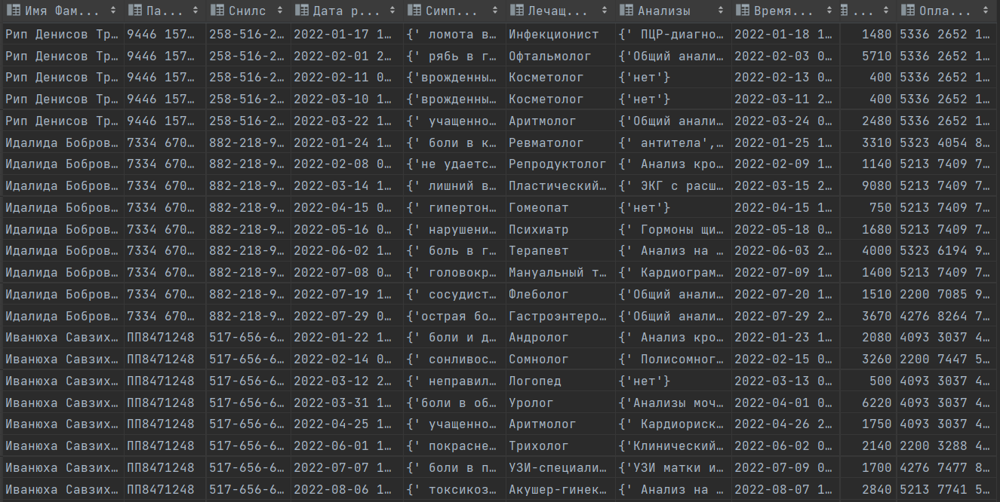 Имя Фам... Па... Снилс Дата р... Симп... Лечащ... Анализы Время... ... Опла...
Рип Денисов Тр… 9446 157… 258-516-2… 2022-01-17 1… {' ломота в… Инфекционист {' ПЦР-диагно… 2022-01-18 1… 1480 5336 2652 1…
Рип Денисов Тр… 9446 157… 258-516-2… 2022-02-01 2… {' рябь в г… Офтальмолог {'Общий анали… 2022-02-03 0… 5710 5336 2652 1…
Рип Денисов Тр… 9446 157… 258-516-2… 2022-02-11 0… {'врожденны… Косметолог {'нет'} 2022-02-13 0… 400 5336 2652 1…
Рип Денисов Тр… 9446 157… 258-516-2… 2022-03-10 1… {'врожденны… Косметолог {'нет'} 2022-03-11 2… 400 5336 2652 1…
Рип Денисов Тр… 9446 157… 258-516-2… 2022-03-22 1… {' учащенно… Аритмолог {'Общий анали… 2022-03-24 0… 2480 5336 2652 1…
Идалида Бобров… 7334 670… 882-218-9… 2022-01-24 1… {' боли в к… Ревматолог {' антитела',… 2022-01-25 1… 3310 5323 4054 8…
Идалида Бобров… 7334 670… 882-218-9… 2022-02-08 0… {'не удаетс… Репродуктолог {' Анализ кро… 2022-02-09 1… 1140 5213 7409 7…
Идалида Бобров… 7334 670… 882-218-9… 2022-03-14 1… {' лишний в… Пластический… {' ЭКГ с расш… 2022-03-15 2… 9080 5213 7409 7…
Идалида Бобров… 7334 670… 882-218-9… 2022-04-15 0… {' гипертон… Гомеопат {'нет'} 2022-04-15 1… 750 5213 7409 7…
Идалида Бобров… 7334 670… 882-218-9… 2022-05-16 0… {' нарушени… Психиатр {' Гормоны щи… 2022-05-18 0… 1680 5213 7409 7…
Идалида Бобров… 7334 670… 882-218-9… 2022-06-02 1… {' боль в г… Терапевт {' Анализ на … 2022-06-03 2… 4000 5323 6194 9…
Идалида Бобров… 7334 670… 882-218-9… 2022-07-08 0… {' головокр… Мануальный т… {' Кардиограм… 2022-07-09 1… 1400 5213 7409 7…
Идалида Бобров… 7334 670… 882-218-9… 2022-07-19 1… {' сосудист… Флеболог {'Общий анали… 2022-07-20 1… 1510 2200 7085 9…
Идалида Бобров… 7334 670… 882-218-9… 2022-07-29 0… {'острая бо… Гастроэнтеро… {'Общий анали… 2022-07-29 2… 3670 4276 8264 7…
Иванюха Савзих… ПП8471248 517-656-6… 2022-01-22 1… {' боли и д… Андролог {' Анализ кро… 2022-01-23 1… 2080 4093 3037 4…
Иванюха Савзих… ПП8471248 517-656-6… 2022-02-14 0… {' сонливос… Сомнолог {' Полисомног… 2022-02-15 0… 3260 2200 7447 5…
Иванюха Савзих… ПП8471248 517-656-6… 2022-03-12 2… {' неправил… Логопед {'нет'} 2022-03-13 0… 500 4093 3037 4…
Иванюха Савзих… ПП8471248 517-656-6… 2022-03-31 1… {'боли в об… Уролог {'Анализы моч… 2022-04-01 0… 6220 4093 3037 4…
Иванюха Савзих… ПП8471248 517-656-6… 2022-04-25 1… {' учащенно… Аритмолог {' Кардиориск… 2022-04-26 2… 1750 4093 3037 4…
Иванюха Савзих… ПП8471248 517-656-6… 2022-06-01 1… {' покрасне… Трихолог {'Клинический… 2022-06-02 0… 2140 2200 3288 4…
Иванюха Савзих… ПП8471248 517-656-6… 2022-07-07 1… {' боли в п… УЗИ-специали… {'УЗИ матки и… 2022-07-09 0… 1700 4276 7477 8…
Иванюха Савзих… ПП8471248 517-656-6… 2022-08-06 1… {' токсикоз… Акушер-гинек… {' Анализ на … 2022-08-07 1… 2840 5213 7741 5…